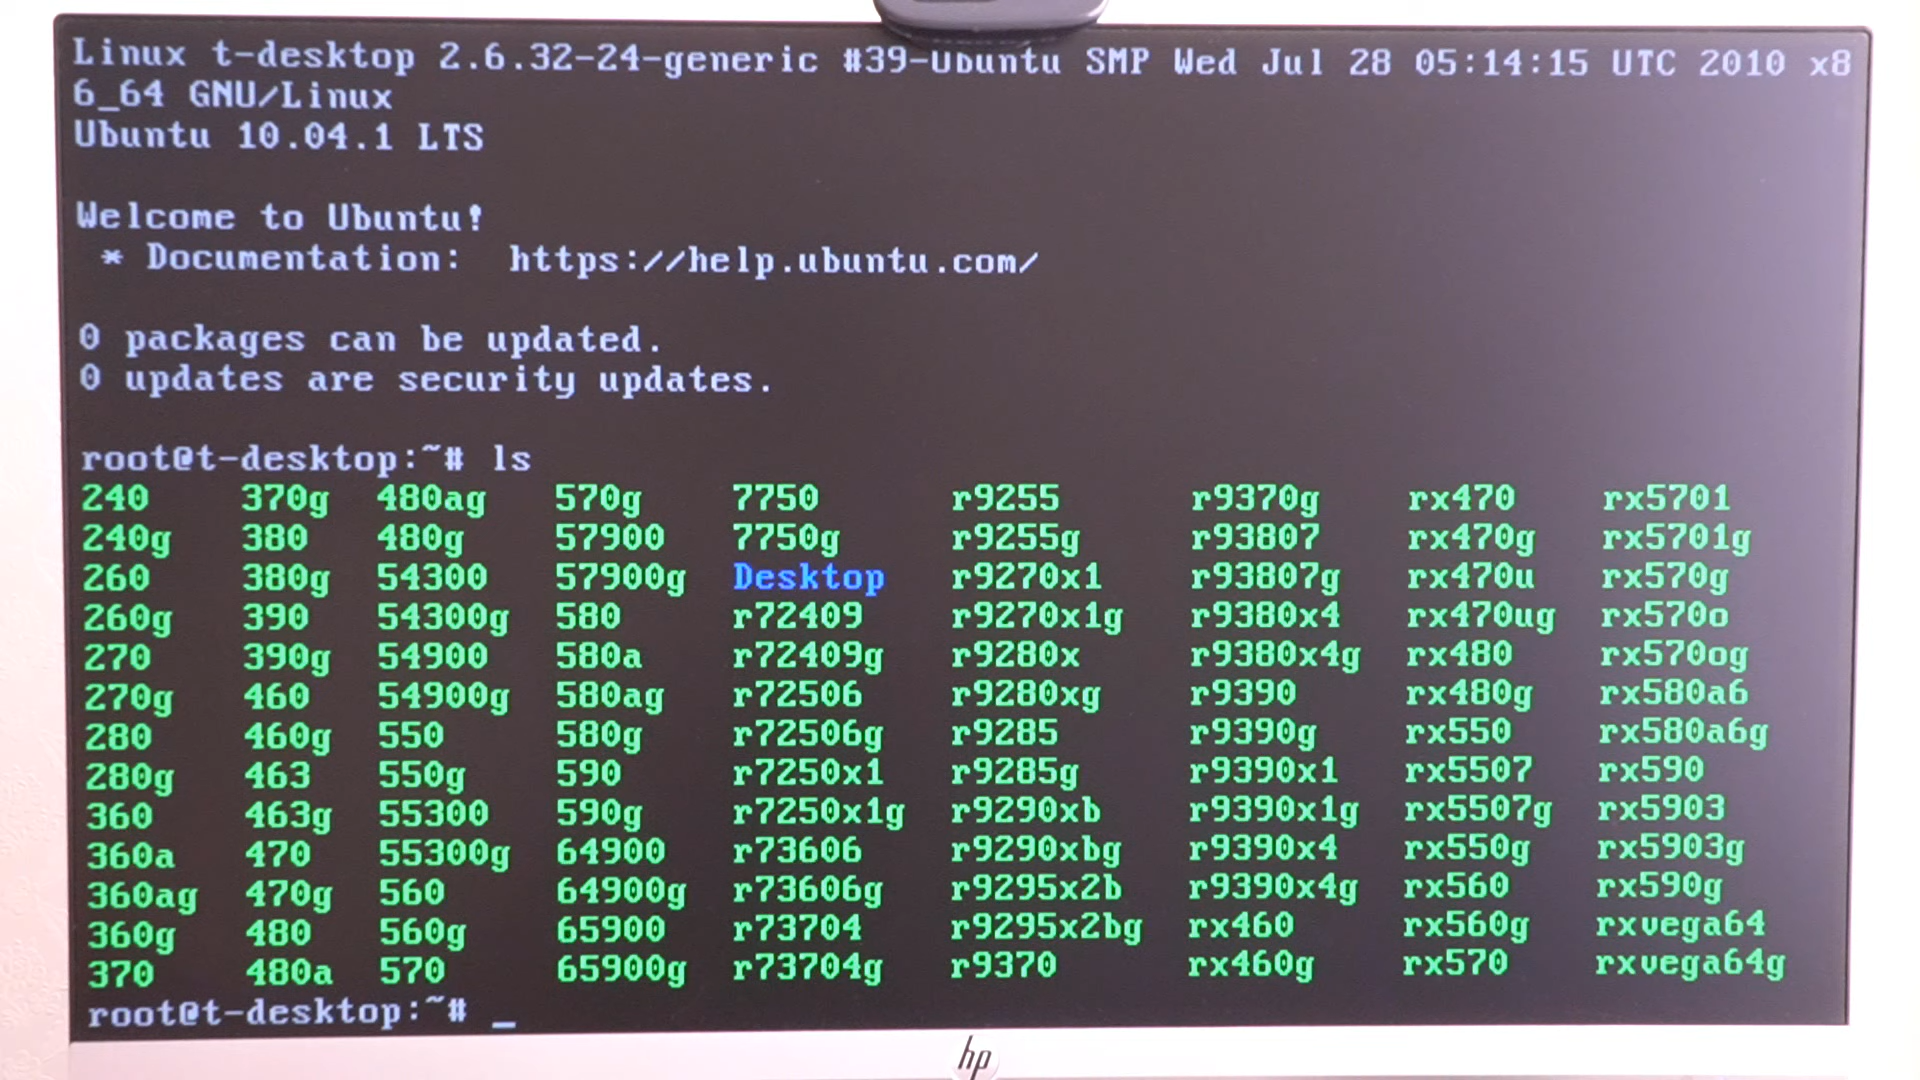 Linux t-desktop 2.6.32-24-generic #39-Ubuntu SMP Wed Jul 28 05:14:15 UTC 2010 x8
6_64 GNU/Linux
Ubuntu 10.04.1 LTS
Welcome to Ubuntu!
* Documentation: https://help.ubuntu.com/
0 packages can be updated.
0 updates are security updates.
root@t-desktop:~# ls
240 370g 480ag 570g 7750 r9255 r9370g rx470 rx5701
240g 380 480g 57900 7750g r9255g r93807 rx470g rx5701g
260 380g 54300 57900g Desktop r9270x1 r93807g rx470u rx570g
260g 390 54300g 580 r72409 r9270x1g r9380x4 rx470ug rx570o
270 390g 54900 580a r72409g r9280x r9380x4g rx480 rx570og
270g 460 54900g 580ag r72506 r9280xg r9390 rx480g rx580a6
280 460g 550 580g r72506g r9285 r9390g rx550 rx580a6g
280g 463 550g 590 r7250x1 r9285g r9390x1 rx5507 rx590
360 463g 55300 590g r7250x1g r9290xb r9390x1g rx5507g rx5903
360a 470 55300g 64900 r73606 r9290xbg r9390x4 rx550g rx5903g
360ag 470g 560 64900g r73606g r9295x2b r9390x4g rx560 rx590g
360g 480 560g 65900 r73704 r9295x2bg rx460 rx560g rxvega64
370 480a 570 65900g r73704g r9370 rx460g rx570 rxvega64g
root@t-desktop:~# _
hp